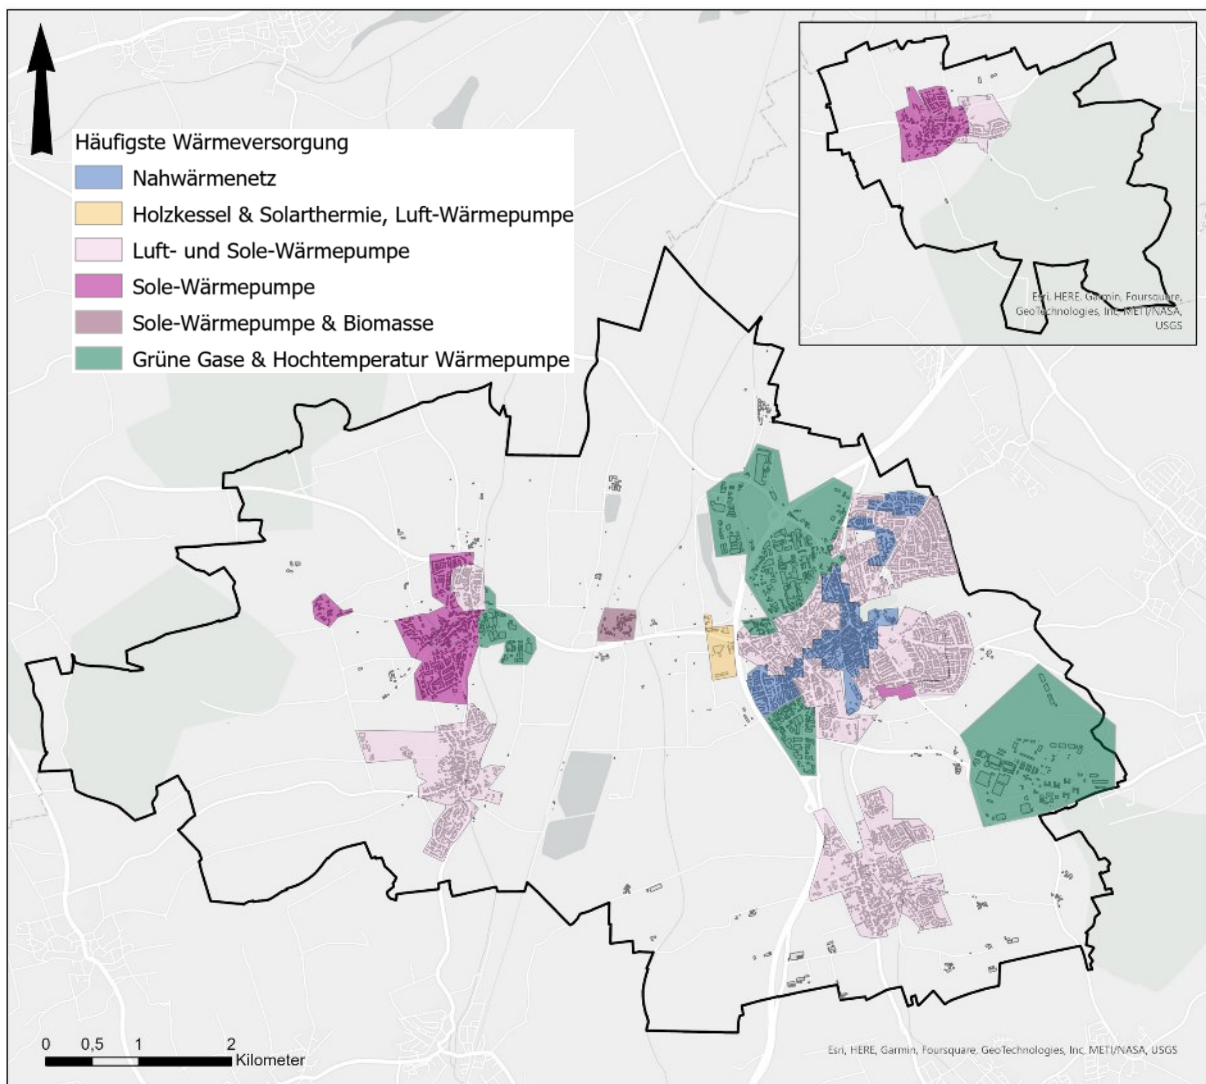 Häufigste Wärmeversorgung
Nahwärmenetz
Holzkessel & Solarthermie, Luft-Wärmepumpe
Luft- und Sole-Wärmepumpe
Sole-Wärmepumpe
Sole-Wärmepumpe & Biomasse
Grüne Gase & Hochtemperatur Wärmepumpe
Esri, HERE, Garmin, Foursquare,
GeoTechnologies, Inc, METI/NASA,
USGS
0 0,5 1 2
Kilometer
Esri, HERE, Garmin, Foursquare, GeoTechnologies, Inc, METI/NASA, USGS